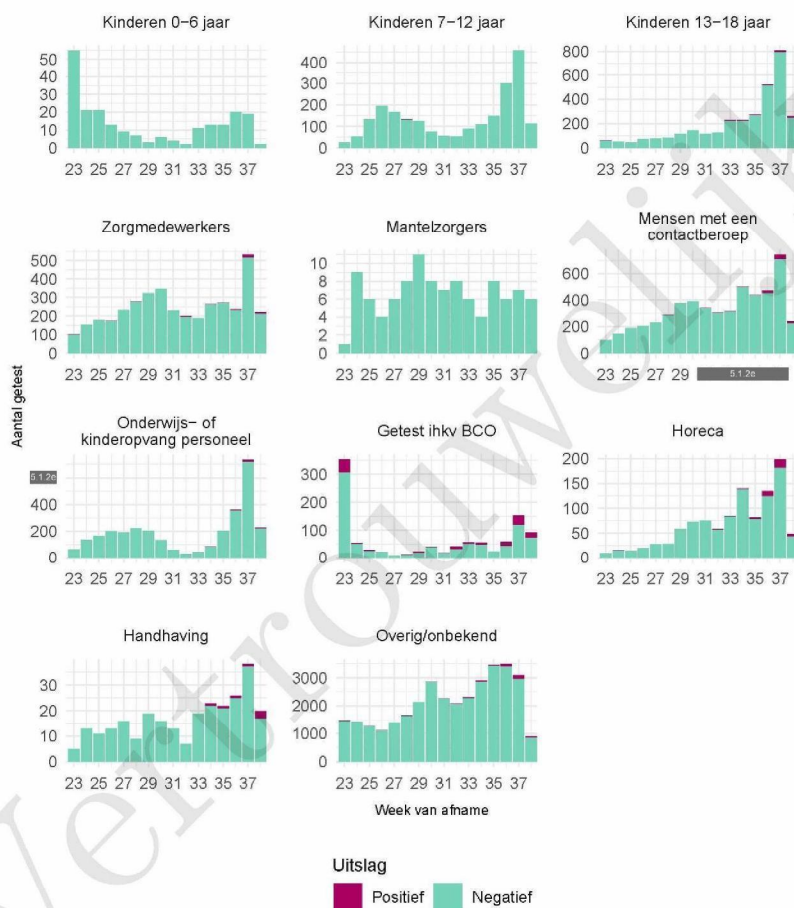 Kinderen 0–6 jaar
Kinderen 7–12 jaar
Kinderen 13–18 jaar
50
40
30
20
10
0
23 25 27 29 31 33 35 37
400
300
200
100
0
23 25 27 29 31 33 35 37
800
600
400
200
0
23 25 27 29 31 33 35 37
Zorgmedewerkers
Mantelzorgers
Mensen met een
contactberoep
500
400
300
200
100
0
23 25 27 29 31 33 35 37
10
8
6
4
2
0
23 25 27 29 31 33 35 37
600
400
200
0
23 25 27 29
5.1.2e
Aantal getest
Onderwijs– of
kinderopvang personeel
Getest ihkv BCO
Horeca
5.1.2e
400
200
0
23 25 27 29 31 33 35 37
300
200
100
0
23 25 27 29 31 33 35 37
200
150
100
50
0
23 25 27 29 31 33 35 37
Handhaving
Overig/onbekend
30
20
10
0
23 25 27 29 31 33 35 37
3000
2000
1000
0
23 25 27 29 31 33 35 37
Week van afname
Uitslag
Positief Negatief
Vertrouwelijk